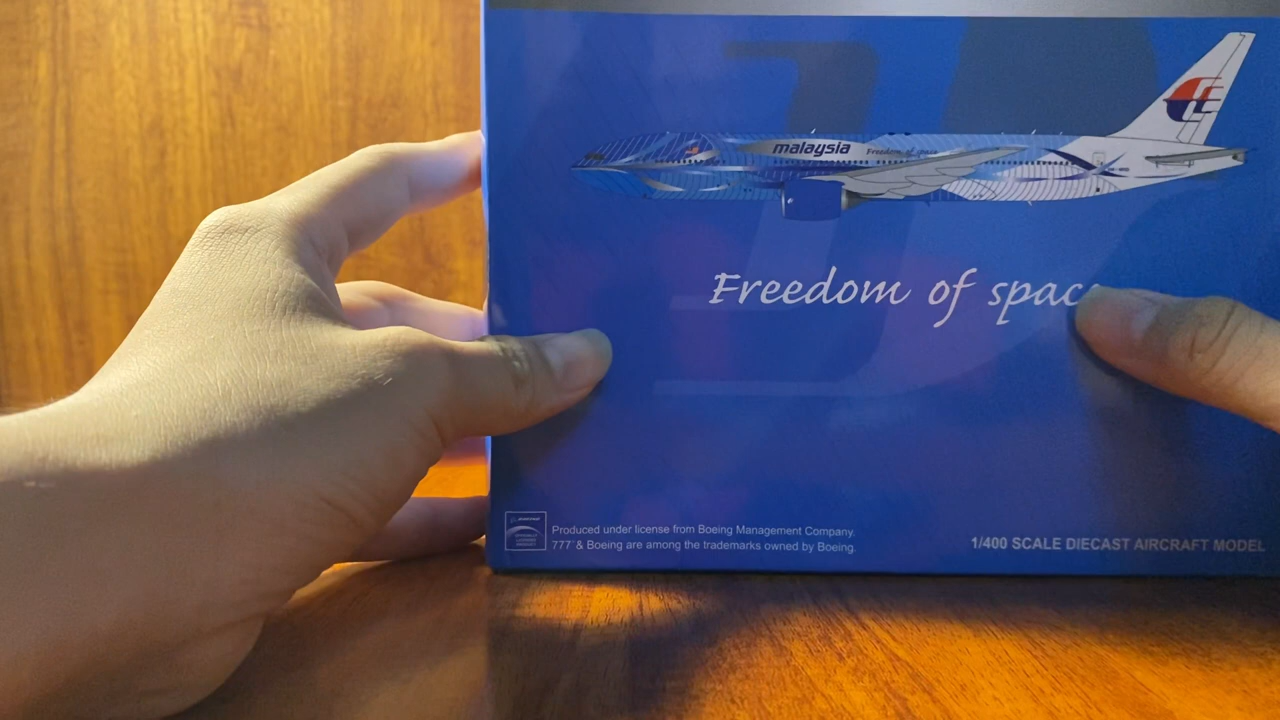 malaysia
Freedom of space
Freedom of spac
Produced under license from Boeing Management Company.
777 & Boeing are among the trademarks owned by Boeing.
1/400 SCALE DIECAST AIRCRAFT MODEL